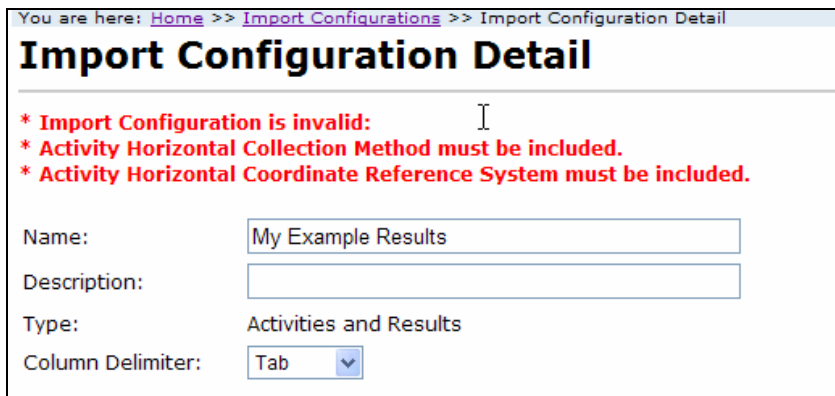 You are here: Home >> Import Configurations >> Import Configuration Detail
Import Configuration Detail
* Import Configuration is invalid:
* Activity Horizontal Collection Method must be included.
* Activity Horizontal Coordinate Reference System must be included.
Name: My Example Results
Description:
Type: Activities and Results
Column Delimiter: Tab